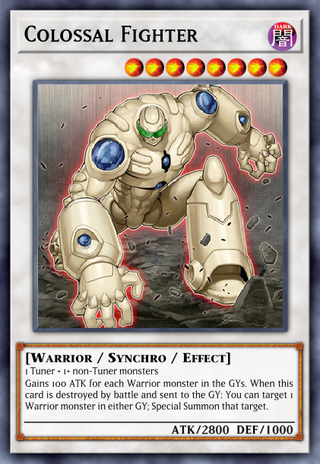 COLOSSAL FIGHTER
DARK
闇
[WARRIOR / SYNCHRO / EFFECT]
1 Tuner + 1+ non-Tuner monsters
Gains 100 ATK for each Warrior monster in the GYs. When this
card is destroyed by battle and sent to the GY: You can target 1
Warrior monster in either GY; Special Summon that target.
ATK/2800 DEF/1000